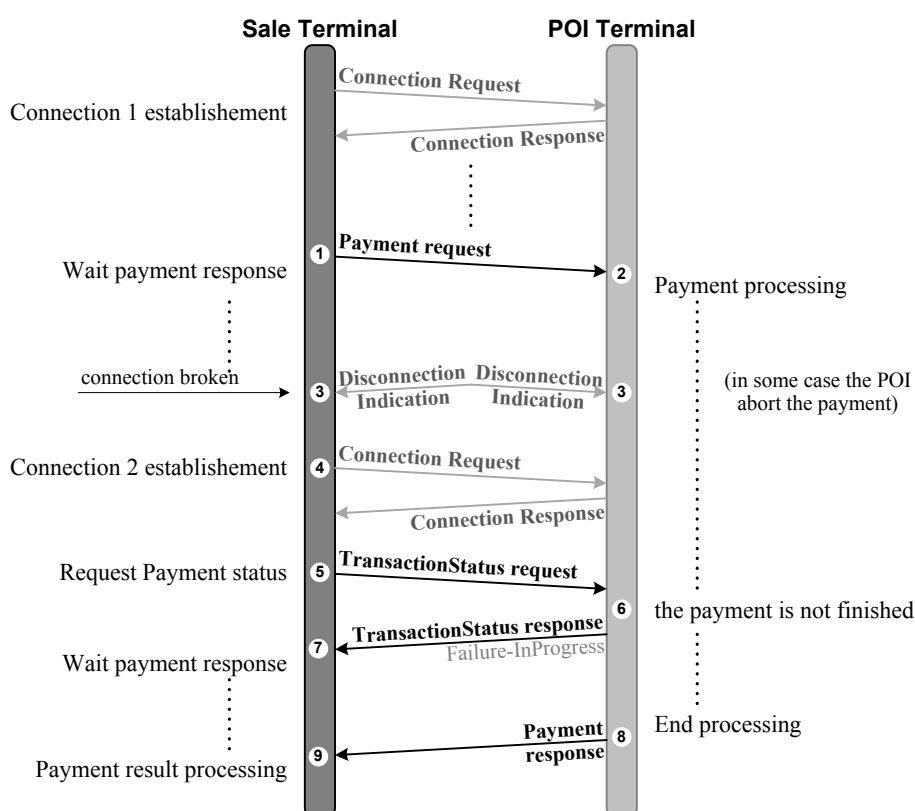 Sale Terminal
POI Terminal
Connection Request
Connection 1 establishement
Connection Response
1
Payment request
Wait payment response
2
Payment processing
connection broken
3
Disconnection
Indication
Disconnection
Indication
3
(in some case the POI
abort the payment)
Connection 2 establishement
4
Connection Request
Connection Response
Request Payment status
5
TransactionStatus request
6
the payment is not finished
TransactionStatus response
Failure-InProgress
7
Wait payment response
Payment
response
8
End processing
9
Payment result processing